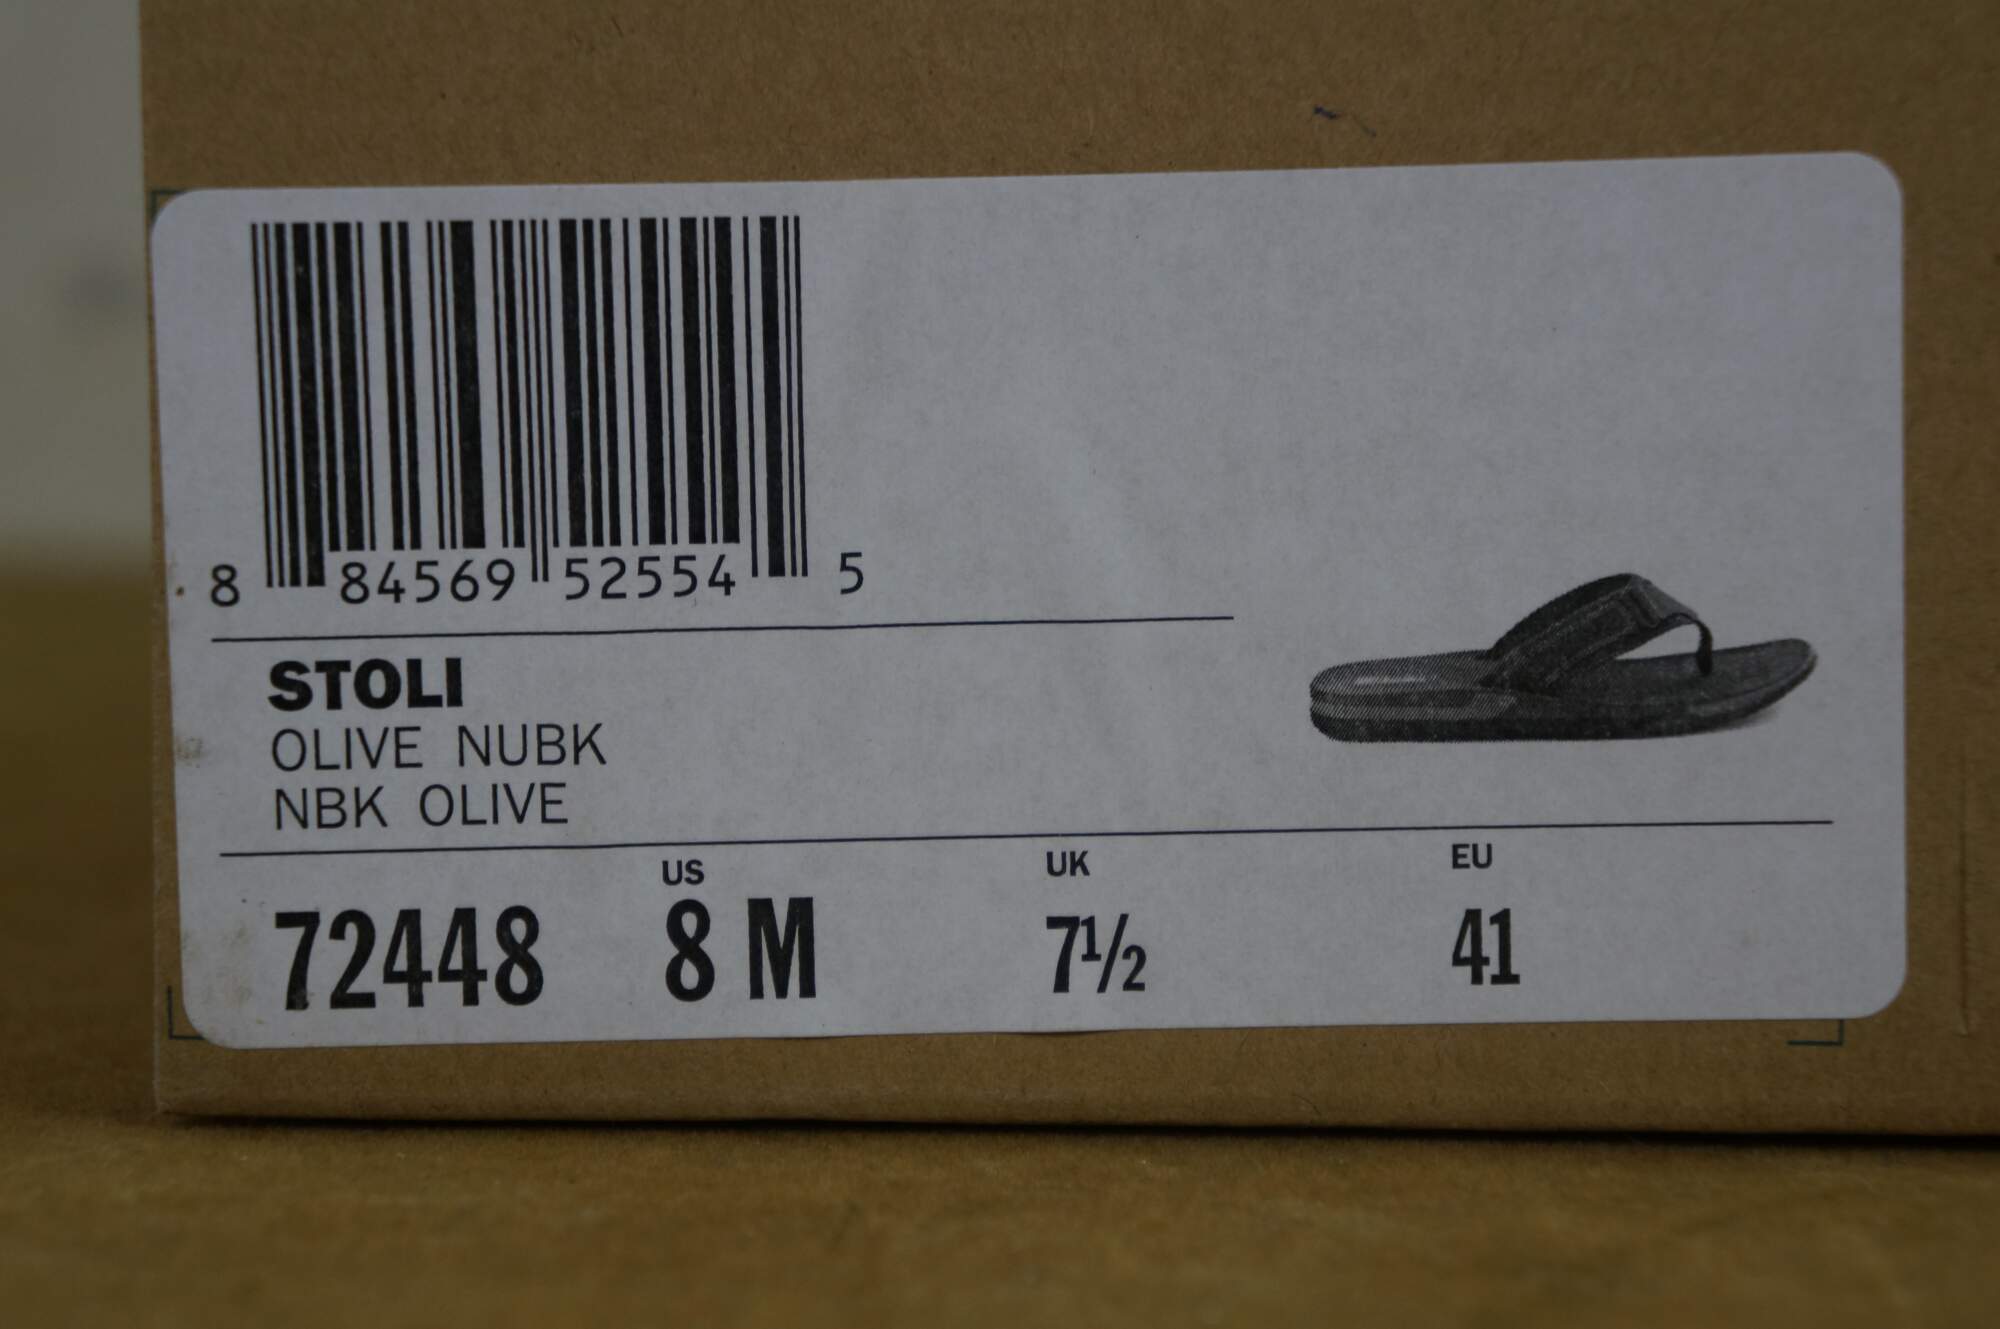 8 84569 52554 5
STOLI
OLIVE NUBK
NBK OLIVE
US UK EU
72448 8 M 7½ 41